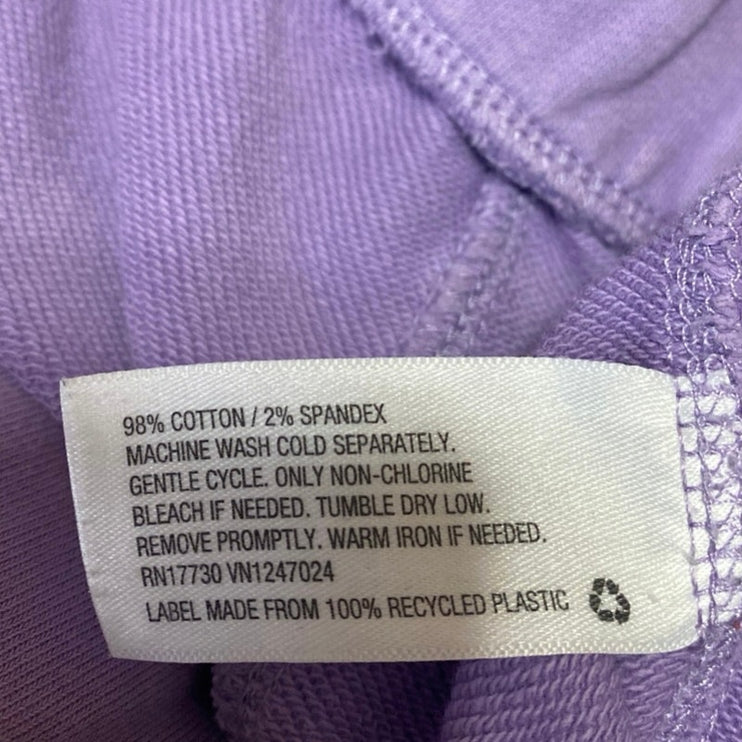 98% COTTON / 2% SPANDEX
MACHINE WASH COLD SEPARATELY.
GENTLE CYCLE. ONLY NON-CHLORINE
BLEACH IF NEEDED. TUMBLE DRY LOW.
REMOVE PROMPTLY. WARM IRON IF NEEDED.
RN17730 VN1247024
LABEL MADE FROM 100% RECYCLED PLASTIC